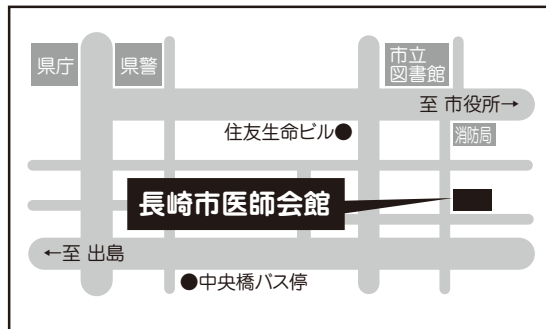 県庁
県警
市立
図書館
至 市役所→
住友生命ビル●
消防局
長崎市医師会館
←至 出島
●中央橋バス停